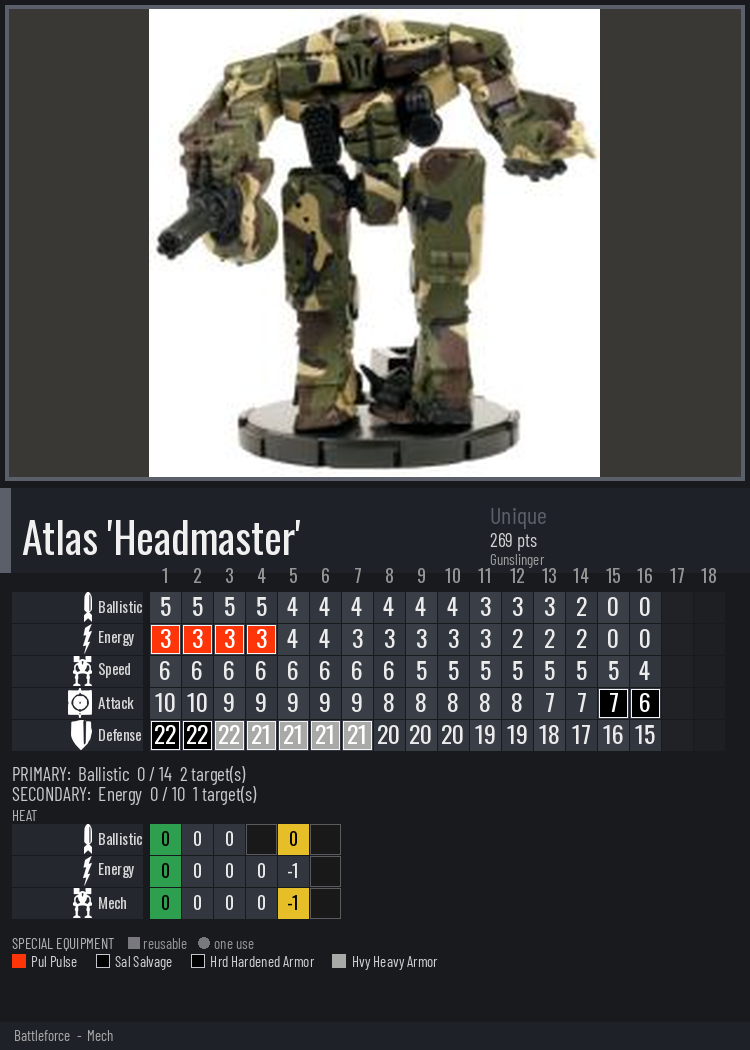 Atlas 'Headmaster'
Unique
269 pts
Gunslinger
1 2 3 4 5 6 7 8 9 10 11 12 13 14 15 16 17 18
Ballistic 5 5 5 5 4 4 4 4 4 4 3 3 3 2 0 0
Energy 3 3 3 3 4 4 3 3 3 3 3 2 2 2 0 0
Speed 6 6 6 6 6 6 6 6 5 5 5 5 5 5 5 4
Attack 10 10 9 9 9 9 9 8 8 8 8 8 7 7 7 6
Defense 22 22 22 21 21 21 21 20 20 20 19 19 18 17 16 15
PRIMARY: Ballistic 0 / 14 2 target(s)
SECONDARY: Energy 0 / 10 1 target(s)
HEAT
Ballistic 0 0 0 0
Energy 0 0 0 0 -1
Mech 0 0 0 0 -1
SPECIAL EQUIPMENT reusable one use
Pul Pulse Sal Salvage Hrd Hardened Armor Hvy Heavy Armor
Battleforce - Mech